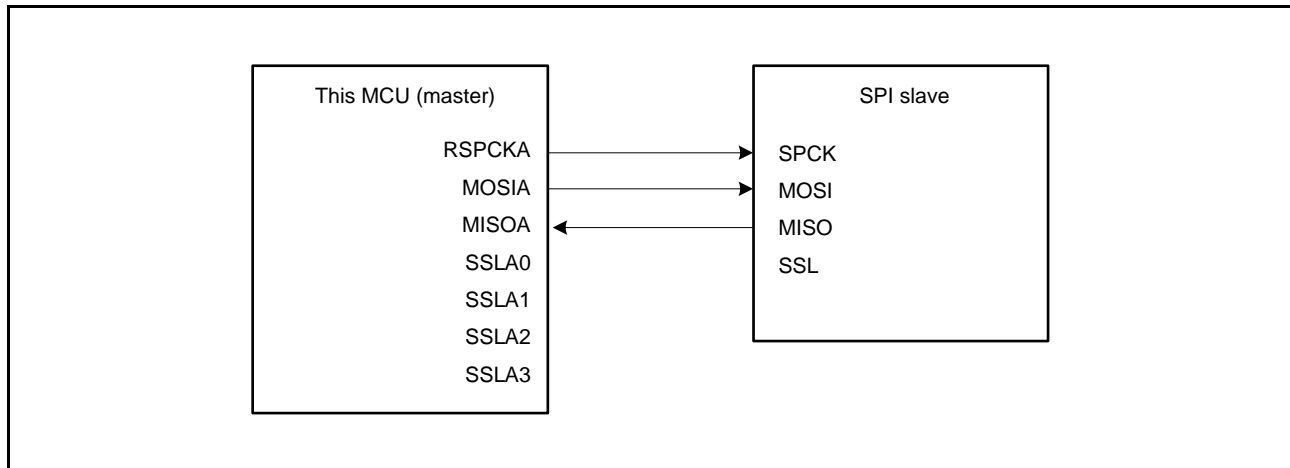 This MCU (master)
RSPCKA
MOSIA
MISOA
SSLA0
SSLA1
SSLA2
SSLA3
SPI slave
SPCK
MOSI
MISO
SSL